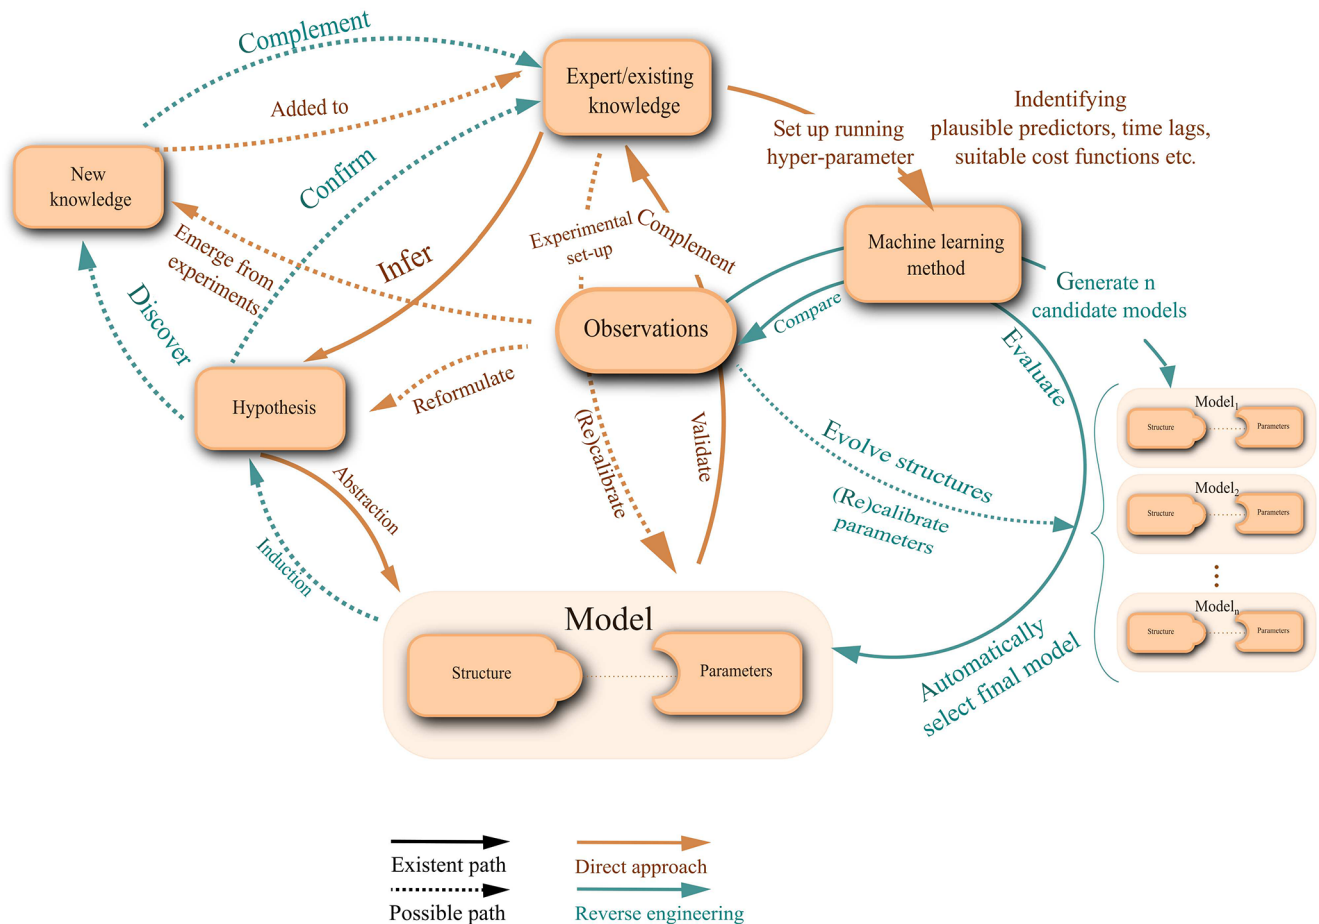 Complement
Added to
Expert/existing
knowledge
Set up running
hyper-parameter
Indentifying
plausible predictors, time lags,
suitable cost functions etc.
New
knowledge
Confirm
Emerge from
experiments
Infer
Experimental
set-up
Complement
Machine learning
method
Generate n
candidate models
Discover
Observations
Compare
Evaluate
Hypothesis
Reformulate
(Re)calibrate
Validate
Evolve structures
(Re)calibrate
parameters
Model1
Structure
Parameters
Model2
Structure
Parameters
Modeln
Structure
Parameters
Abstraction
Induction
Model
Structure
Parameters
Automatically
select final model
Existent path
Direct approach
Possible path
Reverse engineering